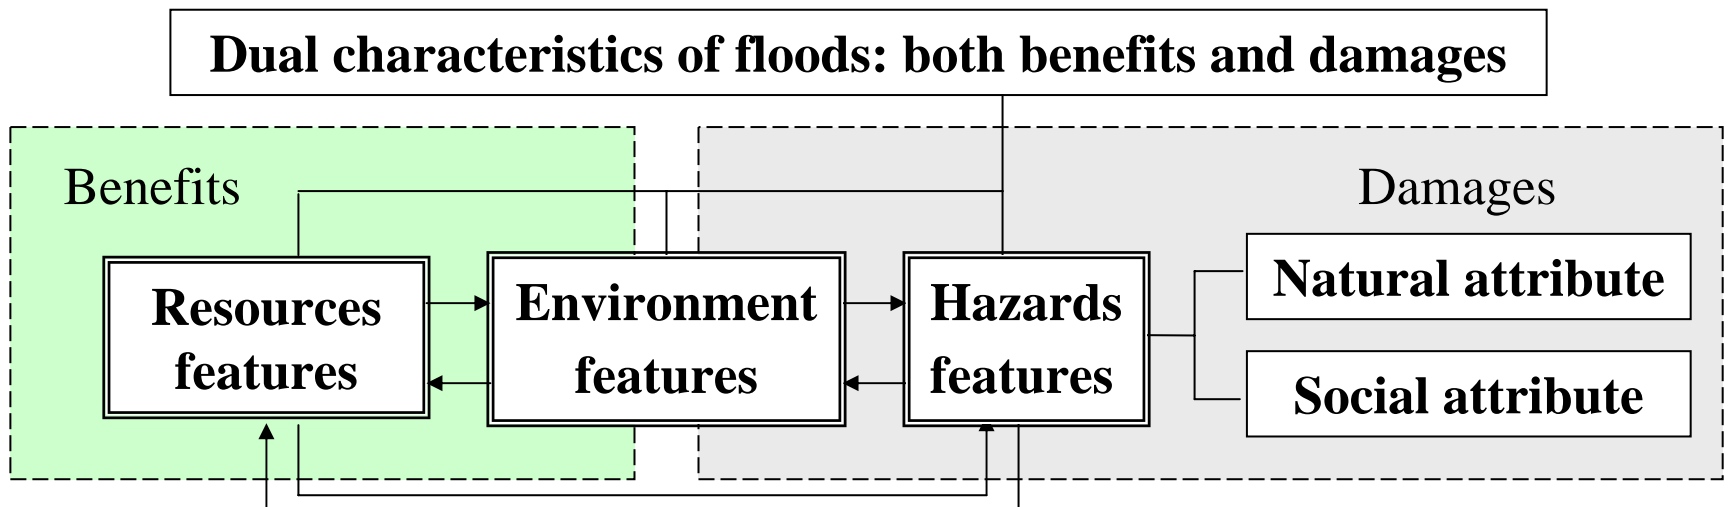 Dual characteristics of floods: both benefits and damages
Benefits
Damages
Resources
features
Environment
features
Hazards
features
Natural attribute
Social attribute